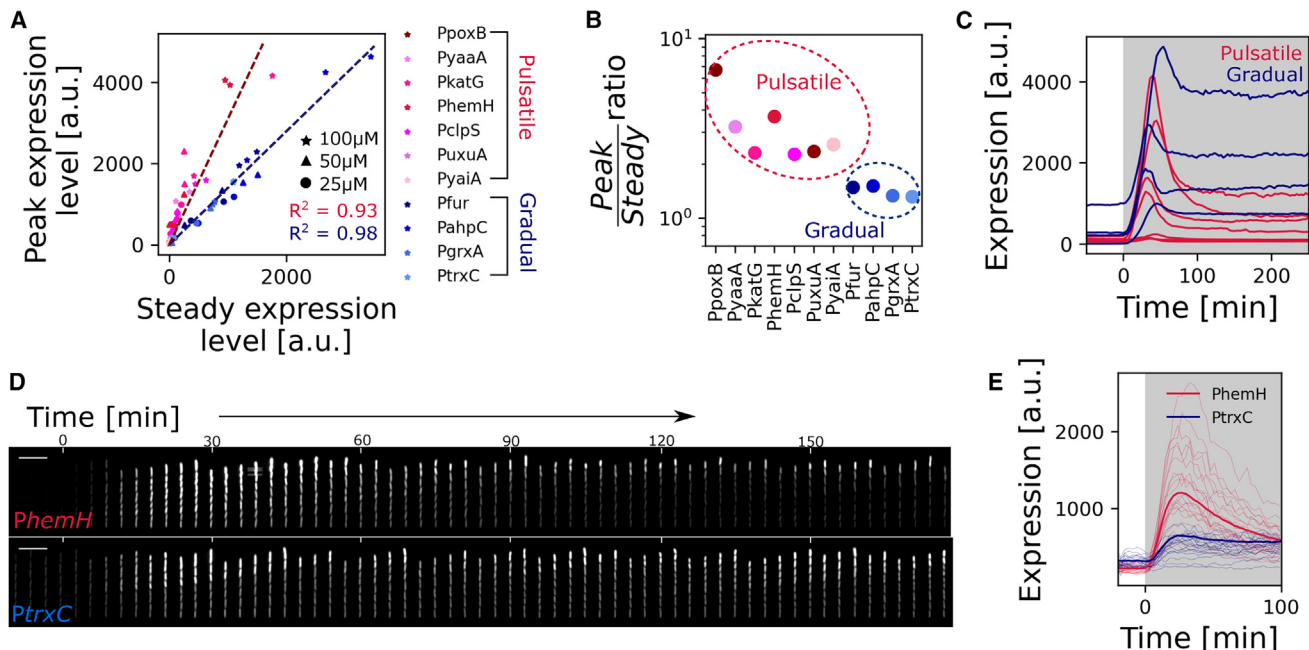 A
Peak expression
level [a.u.]
4000
2000
0
0
2000
Steady expression
level [a.u.]
100µM
50µM
25µM
R² = 0.93
R² = 0.98
PpoxB
PyaaA
PkatG
PhemH
PclpS
PuxuA
PyaiA
Pfur
PahpC
PgrxA
PtrxC
Pulsatile
Gradual
B
Peak
Steady
ratio
10¹
10⁰
Pulsatile
Gradual
PpoxB
PyaaA
PkatG
PhemH
PclpS
PuxuA
PyaiA
Pfur
PahpC
PgrxA
PtrxC
C
Expression [a.u.]
4000
2000
0
Pulsatile
Gradual
0
100
200
Time [min]
D
Time [min]
0
30
60
90
120
150
PhemH
PtrxC
E
Expression [a.u.]
2000
1000
PhemH
PtrxC
0
100
Time [min]